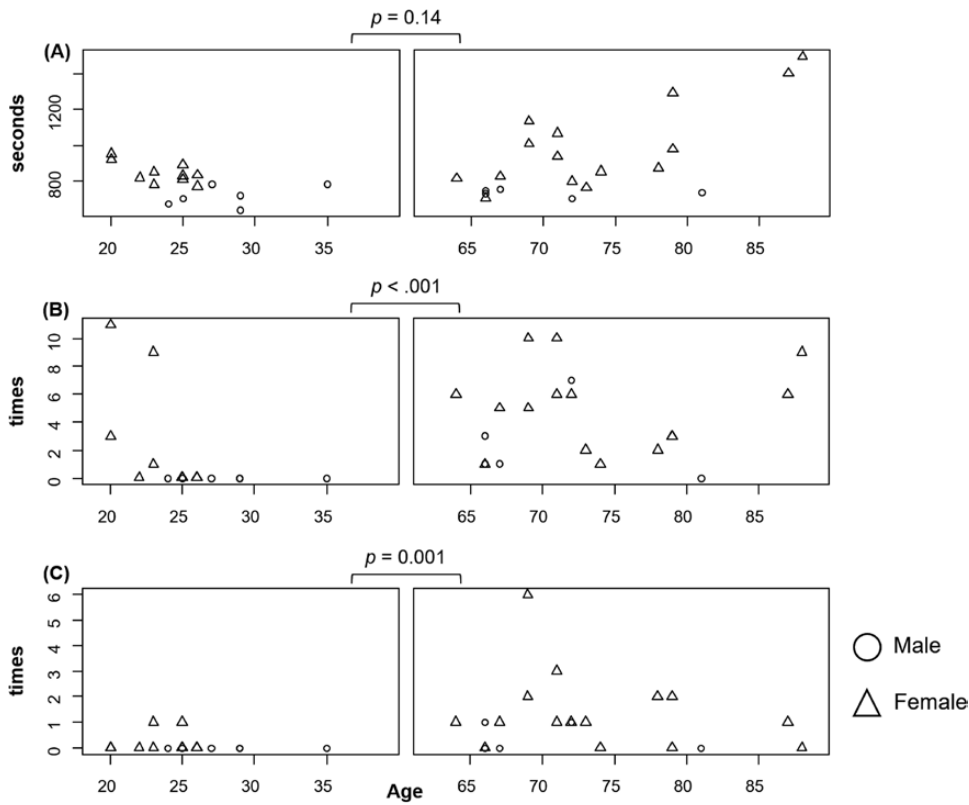 p = 0.14
(A)
seconds
1200
800
20 25 30 35 65 70 75 80 85
p < .001
(B)
times
10
8
6
4
2
0
20 25 30 35 65 70 75 80 85
p = 0.001
(C)
times
6
5
4
3
2
1
0
20 25 30 35 65 70 75 80 85
Age
Male
Female